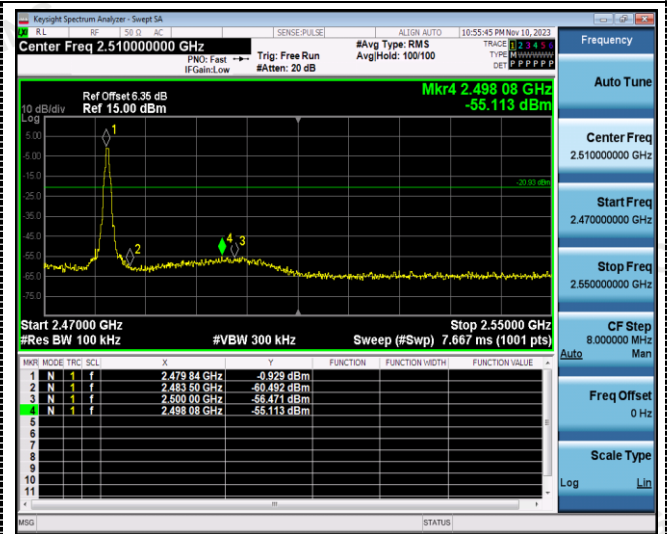 Keysight Spectrum Analyzer - Swept SA
RL RF 50 Ω AC SENSE:PULSE ALIGN AUTO 10:55:45 PM Nov 10, 2023
Center Freq 2.510000000 GHz
PNO: Fast
IFGain:Low
Trig: Free Run
#Atten: 20 dB
#Avg Type: RMS
Avg|Hold: 100/100
TRACE 1 2 3 4 5 6
TYPE M WWWWW
DET P P P P P P
Ref Offset 6.35 dB
10 dB/div Ref 15.00 dBm
Log
Mkr4 2.498 08 GHz
-55.113 dBm
5.00
-5.00
-15.0
-25.0
-35.0
-45.0
-55.0
-65.0
-75.0
1
2
4
3
-20.93 dBm
Start 2.47000 GHz Stop 2.55000 GHz
#Res BW 100 kHz #VBW 300 kHz Sweep (#Swp) 7.667 ms (1001 pts)
MKR MODE TRC SCL X Y FUNCTION FUNCTION WIDTH FUNCTION VALUE
1 N 1 f 2.479 84 GHz -0.929 dBm
2 N 1 f 2.483 50 GHz -60.492 dBm
3 N 1 f 2.500 00 GHz -56.471 dBm
4 N 1 f 2.498 08 GHz -55.113 dBm
5
6
7
8
9
10
11
MSG STATUS
Frequency
Auto Tune
Center Freq
2.510000000 GHz
Start Freq
2.470000000 GHz
Stop Freq
2.550000000 GHz
CF Step
8.000000 MHz
Auto Man
Freq Offset
0 Hz
Scale Type
Log Lin